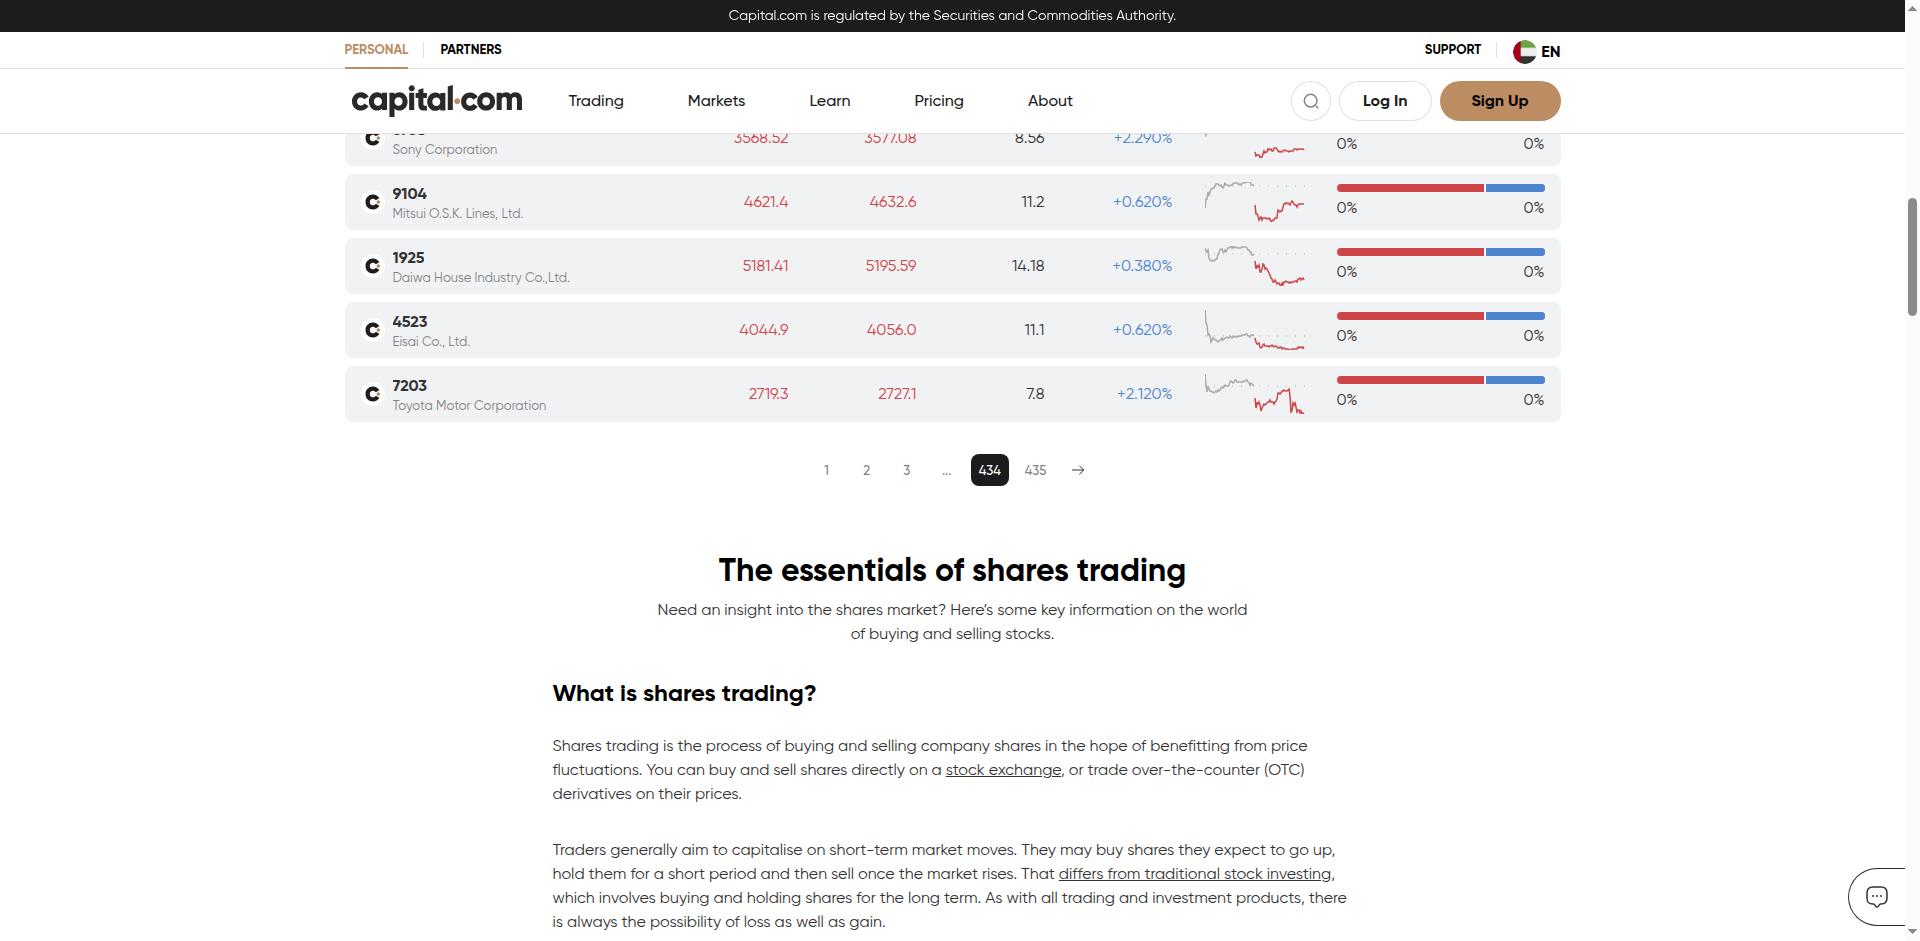 Capital.com is regulated by the Securities and Commodities Authority.
PERSONAL PARTNERS SUPPORT EN
capital.com Trading Markets Learn Pricing About Log In Sign Up
3568.52 3577.08 8.56 +2.290%
Sony Corporation 0% 0%
9104
Mitsui O.S.K. Lines, Ltd. 4621.4 4632.6 11.2 +0.620% 0% 0%
1925
Daiwa House Industry Co.,Ltd. 5181.41 5195.59 14.18 +0.380% 0% 0%
4523
Eisai Co., Ltd. 4044.9 4056.0 11.1 +0.620% 0% 0%
7203
Toyota Motor Corporation 2719.3 2727.1 7.8 +2.120% 0% 0%
1 2 3 ... 434 435
The essentials of shares trading
Need an insight into the shares market? Here’s some key information on the world
of buying and selling stocks.
What is shares trading?
Shares trading is the process of buying and selling company shares in the hope of benefitting from price
fluctuations. You can buy and sell shares directly on a stock exchange, or trade over-the-counter (OTC)
derivatives on their prices.
Traders generally aim to capitalise on short-term market moves. They may buy shares they expect to go up,
hold them for a short period and then sell once the market rises. That differs from traditional stock investing,
which involves buying and holding shares for the long term. As with all trading and investment products, there
is always the possibility of loss as well as gain.